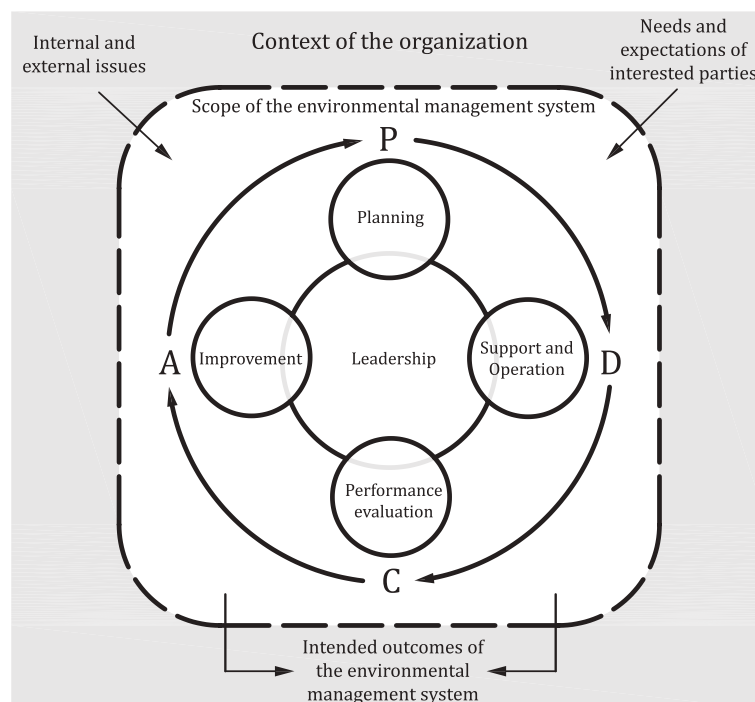 Internal and
external issues
Context of the organization
Needs and
expectations of
interested parties
Scope of the environmental management system
P
Planning
A
Improvement
Leadership
Support and
Operation
D
Performance
evaluation
C
Intended outcomes of
the environmental
management system